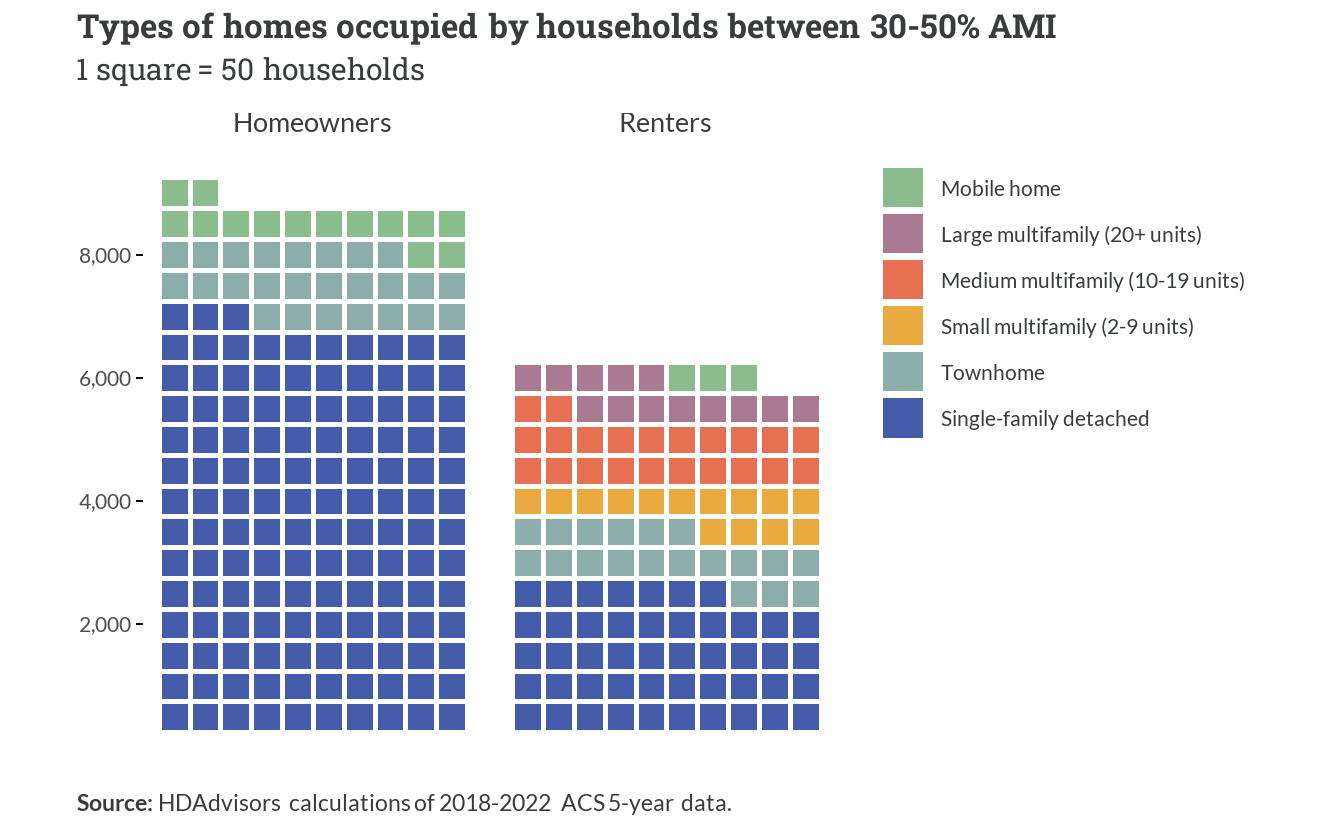 Types of homes occupied by households between 30-50% AMI
1 square = 50 households
Homeowners
Renters
8,000
6,000
4,000
2,000
Mobile home
Large multifamily (20+ units)
Medium multifamily (10-19 units)
Small multifamily (2-9 units)
Townhome
Single-family detached
Source: HDAdvisors calculations of 2018-2022 ACS 5-year data.